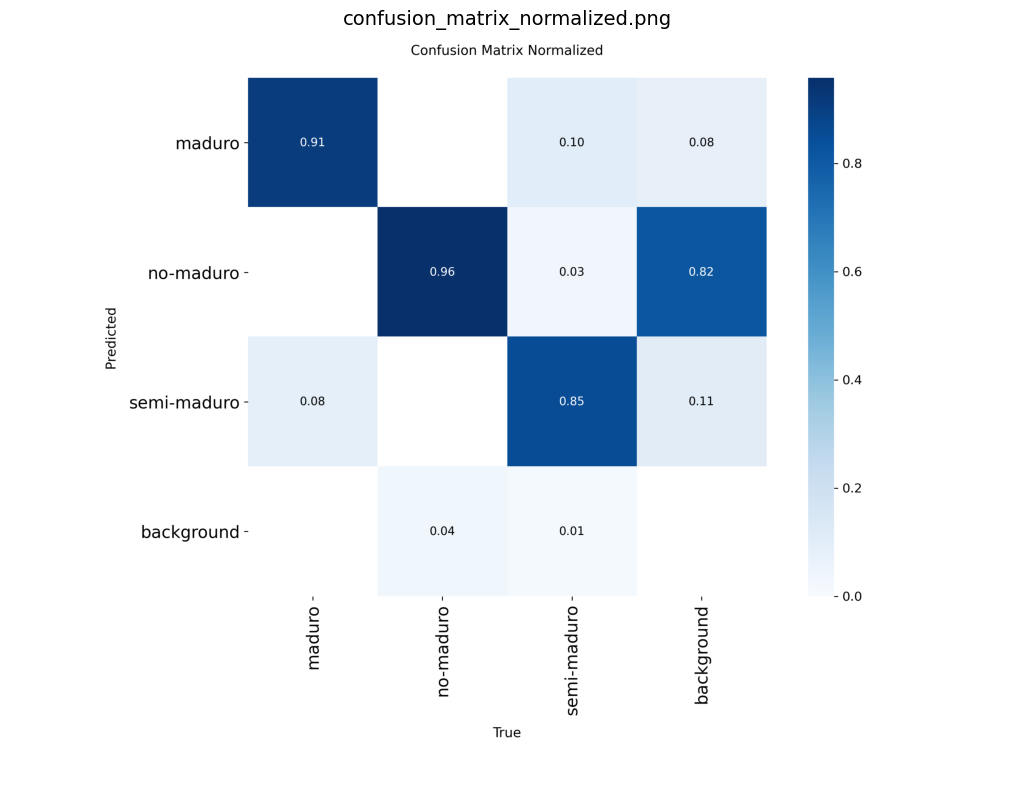 confusion_matrix_normalized.png
Confusion Matrix Normalized
maduro
0.91
0.10
0.08
no-maduro
0.96
0.03
0.82
semi-maduro
0.08
0.85
0.11
background
0.04
0.01
Predicted
maduro
no-maduro
semi-maduro
background
True
0.8
0.6
0.4
0.2
0.0